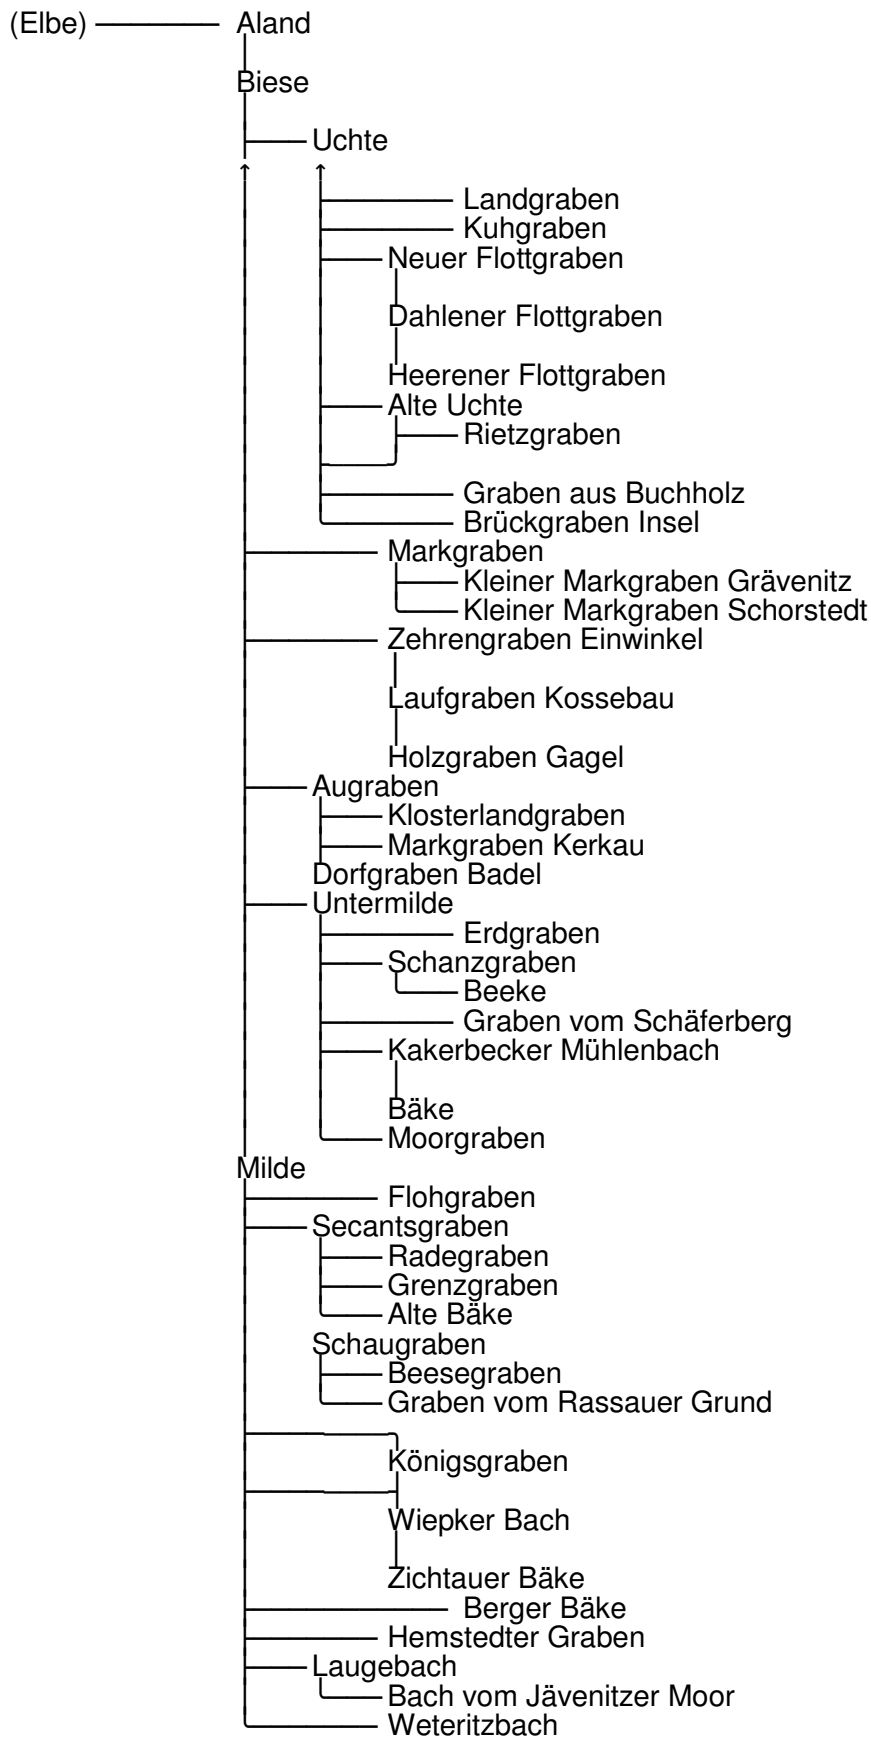 (Elbe) Aland
Biese
Uchte
Landgraben
Kuhgraben
Neuer Flottgraben
Dahlener Flottgraben
Heerener Flottgraben
Alte Uchte
Rietzgraben
Graben aus Buchholz
Brückgraben Insel
Markgraben
Kleiner Markgraben Grävenitz
Kleiner Markgraben Schorstedt
Zehrengraben Einwinkel
Laufgraben Kossebau
Holzgraben Gagel
Augraben
Klosterlandgraben
Markgraben Kerkau
Dorfgraben Badel
Untermilde
Erdgraben
Schanzgraben
Beeke
Graben vom Schäferberg
Kakerbecker Mühlenbach
Bäke
Moorgraben
Milde
Flohgraben
Secantsgraben
Radegraben
Grenzgraben
Alte Bäke
Schaugraben
Beesegraben
Graben vom Rassauer Grund
Königsgraben
Wiepker Bach
Zichtauer Bäke
Berger Bäke
Hemstedter Graben
Laugebach
Bach vom Jävenitzer Moor
Weteritzbach